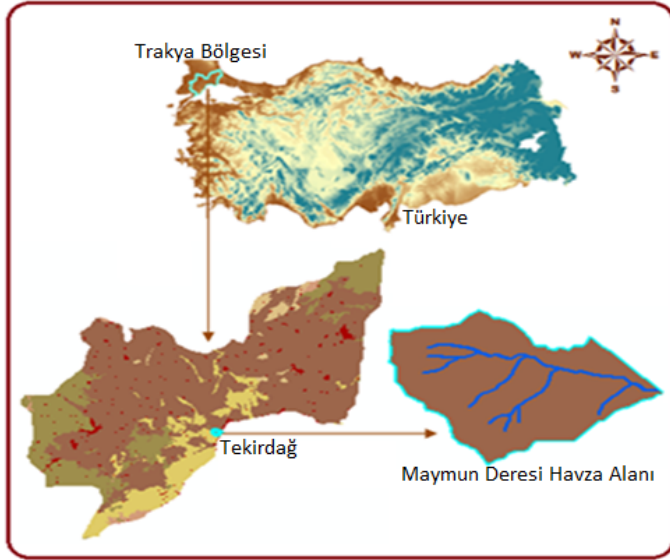 N
W E
S
Trakya Bölgesi
Türkiye
Tekirdağ
Maymun Deresi Havza Alanı